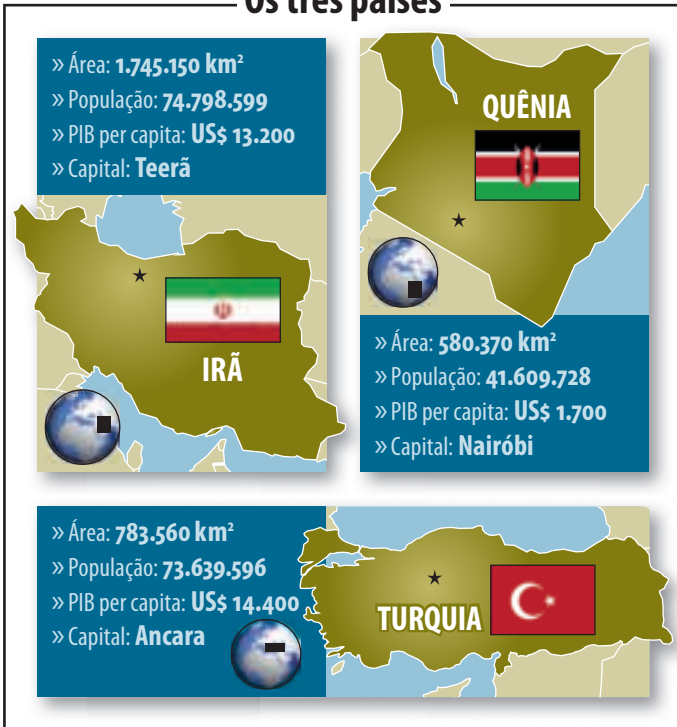 Os três países
» Área: 1.745.150 km²
» População: 74.798.599
» PIB per capita: US$ 13.200
» Capital: Teerã
IRÃ
QUÊNIA
» Área: 580.370 km²
» População: 41.609.728
» PIB per capita: US$ 1.700
» Capital: Nairóbi
» Área: 783.560 km²
» População: 73.639.596
» PIB per capita: US$ 14.400
» Capital: Ancara
TURQUIA